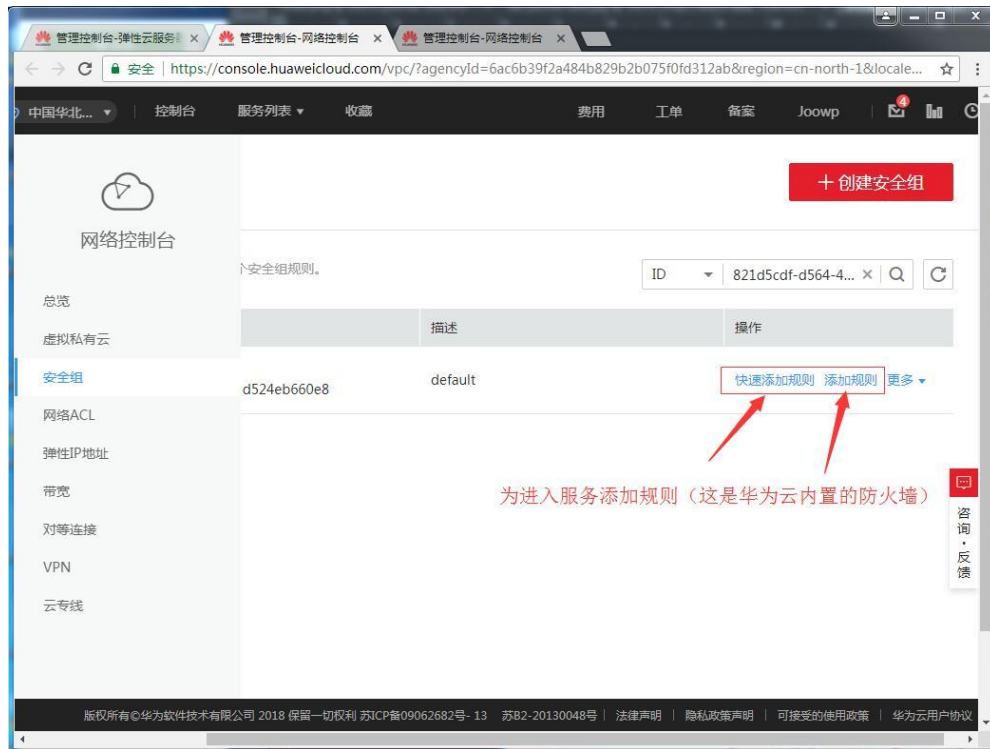 管理控制台-弹性云服务器
管理控制台-网络控制台
管理控制台-网络控制台
安全 | https://console.huaweicloud.com/vpc/?agencyId=6ac6b39f2a484b829b2b075f0fd312ab&region=cn-north-1&locale...
中国华北... 控制台 服务列表 收藏 费用 工单 备案 Joowp 4
+创建安全组
网络控制台
个安全组规则。
ID 821d5cdf-d564-4...
总览
虚拟私有云
安全组
网络ACL
弹性IP地址
带宽
对等连接
VPN
云专线
描述 操作
d524eb660e8 default 快速添加规则 添加规则 更多
为进入服务添加规则（这是华为云内置的防火墙）
咨询·反馈
版权所有©华为软件技术有限公司 2018 保留一切权利 苏ICP备09062682号- 13 苏B2-20130048号 | 法律声明 | 隐私政策声明 | 可接受的使用政策 | 华为云用户协议